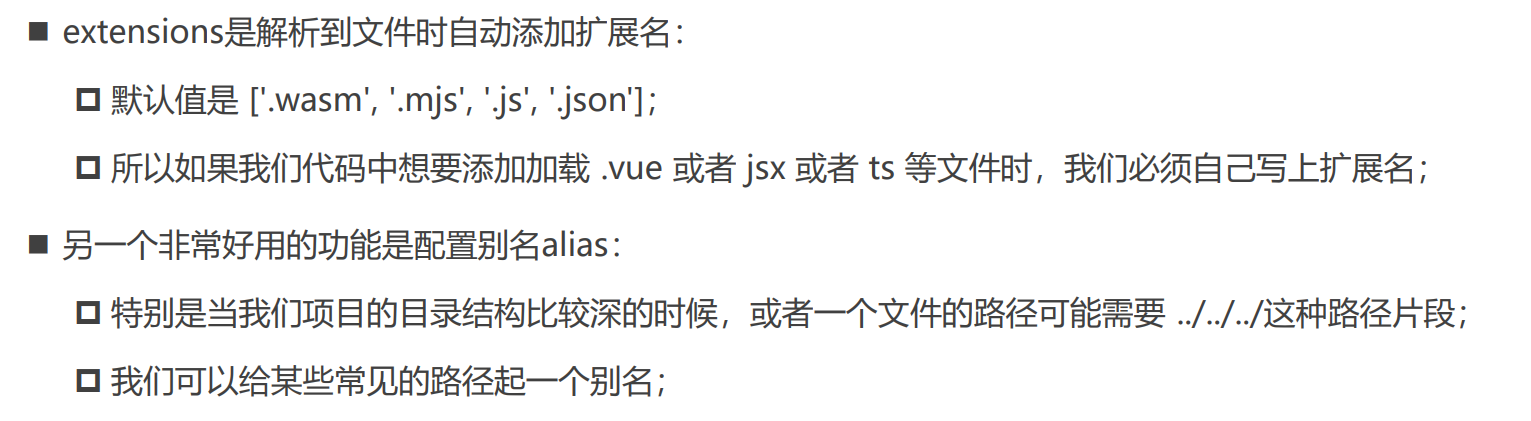 ■ extensions是解析到文件时自动添加扩展名：
□ 默认值是 ['.wasm', '.mjs', '.js', '.json']；
□ 所以如果我们代码中想要添加加载 .vue 或者 jsx 或者 ts 等文件时，我们必须自己写上扩展名；
■ 另一个非常好用的功能是配置别名alias：
□ 特别是当我们项目的目录结构比较深的时候，或者一个文件的路径可能需要 ../../../这种路径片段；
□ 我们可以给某些常见的路径起一个别名；